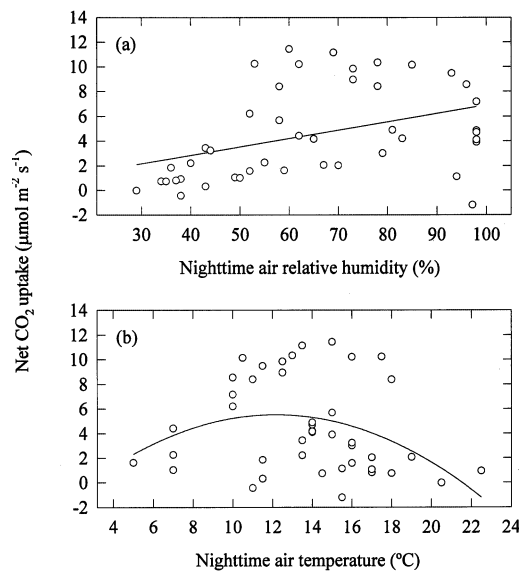 Net CO2 uptake (μmol m⁻² s⁻¹)
14
12
10
8
6
4
2
0
-2
(a)
30 40 50 60 70 80 90 100
Nighttime air relative humidity (%)
14
12
10
8
6
4
2
0
-2
(b)
4 6 8 10 12 14 16 18 20 22 24
Nighttime air temperature (ºC)